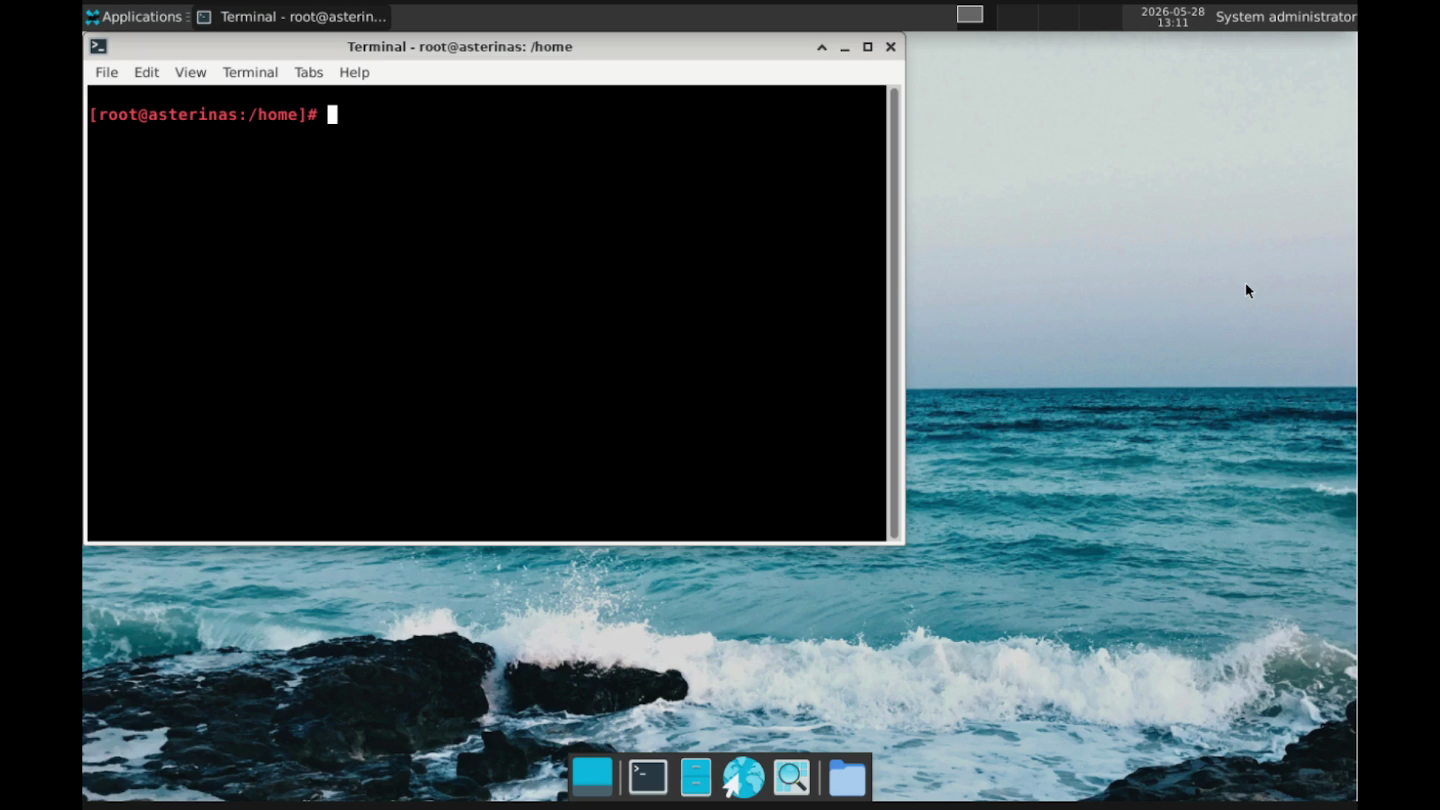 Applications
Terminal - root@asterin...
2026-05-28
13:11
System administrator
Terminal - root@asterinas: /home
File Edit View Terminal Tabs Help
[root@asterinas:/home]#